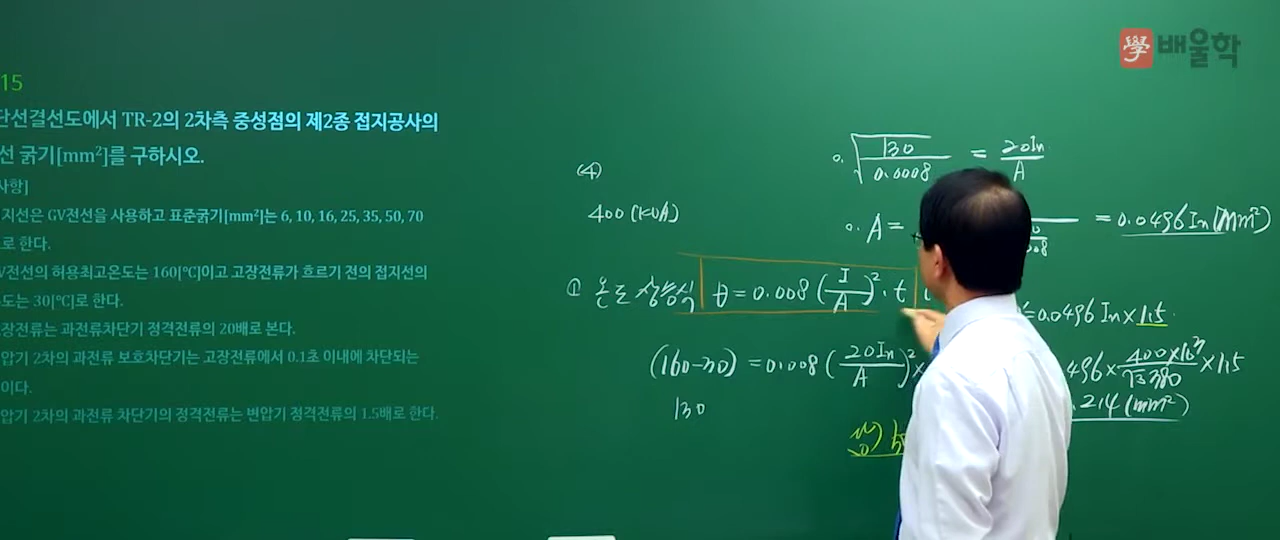 學 배울학
15
단선결선도에서 TR-2의 2차측 중성점의 제2종 접지공사의
선 굵기[mm²]를 구하시오.
사항]
지선은 GV전선을 사용하고 표준굵기[mm²]는 6, 10, 16, 25, 35, 50, 70
로 한다.
V전선의 허용최고온도는 160[℃]이고 고장전류가 흐르기 전의 접지선의
도는 30[℃]로 한다.
장전류는 과전류차단기 정격전류의 20배로 본다.
압기 2차의 과전류 보호차단기는 고장전류에서 0.1초 이내에 차단되는
이다.
압기 2차의 과전류 차단기의 정격전류는 변압기 정격전류의 1.5배로 한다.
(4)
400 [KVA]
√(130/0.0008) = 20In/A
A = = 0.0496 In [mm²]
① 온도 상승식 θ = 0.008 (I/A)² · t
(160-30) = 0.008 (20In/A)² ×
130
= 0.0496 In × 1.5
496 × 400×10³/√3 380 × 1.5
.214 (mm²)
답)